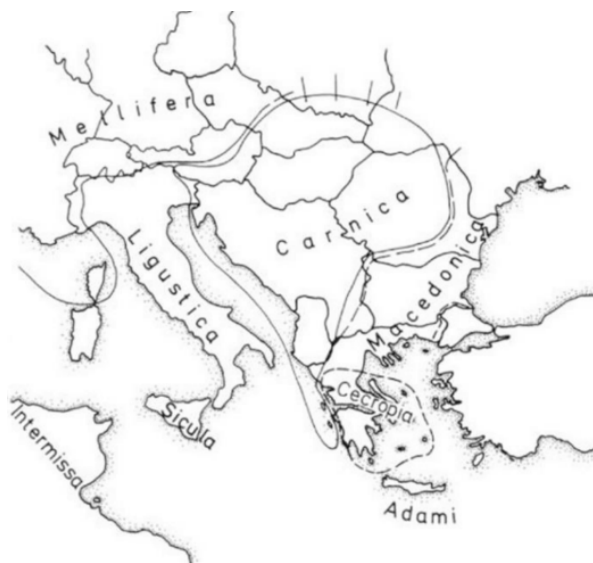 Mellifera
Carnica
Ligustica
Macedonica
Cecropia
Sicula
Intermissa
Adami